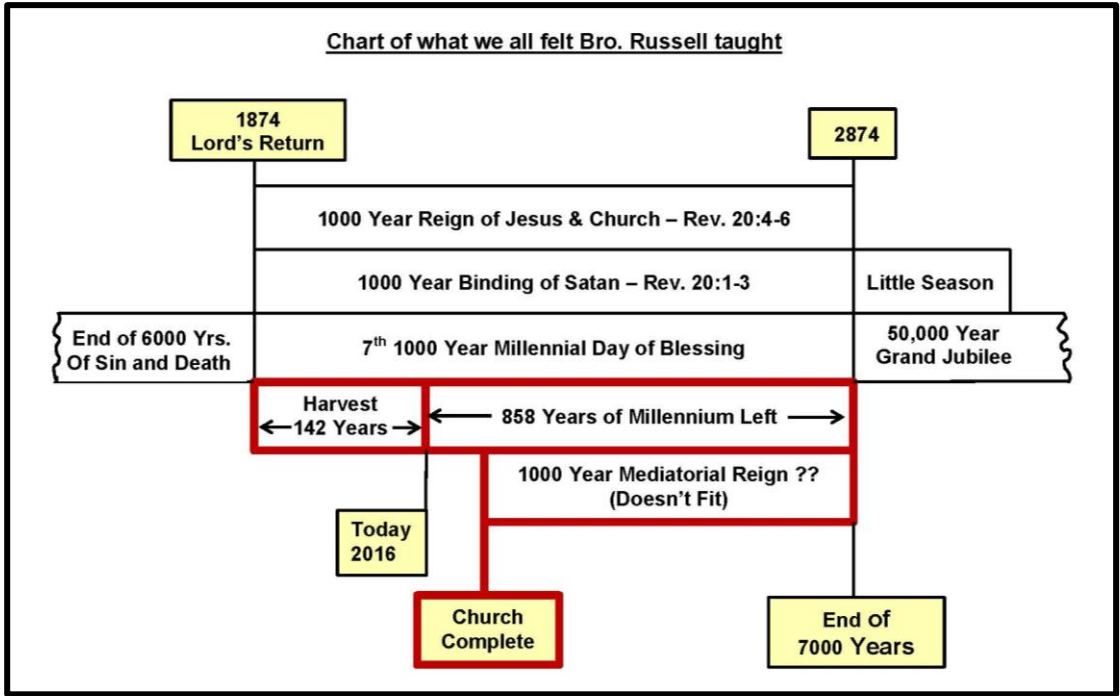 Chart of what we all felt Bro. Russell taught
1874
Lord's Return
2874
1000 Year Reign of Jesus & Church – Rev. 20:4-6
1000 Year Binding of Satan – Rev. 20:1-3
Little Season
End of 6000 Yrs.
Of Sin and Death
7th 1000 Year Millennial Day of Blessing
50,000 Year
Grand Jubilee
Harvest
142 Years
858 Years of Millennium Left
1000 Year Mediatorial Reign ??
(Doesn't Fit)
Today
2016
Church
Complete
End of
7000 Years